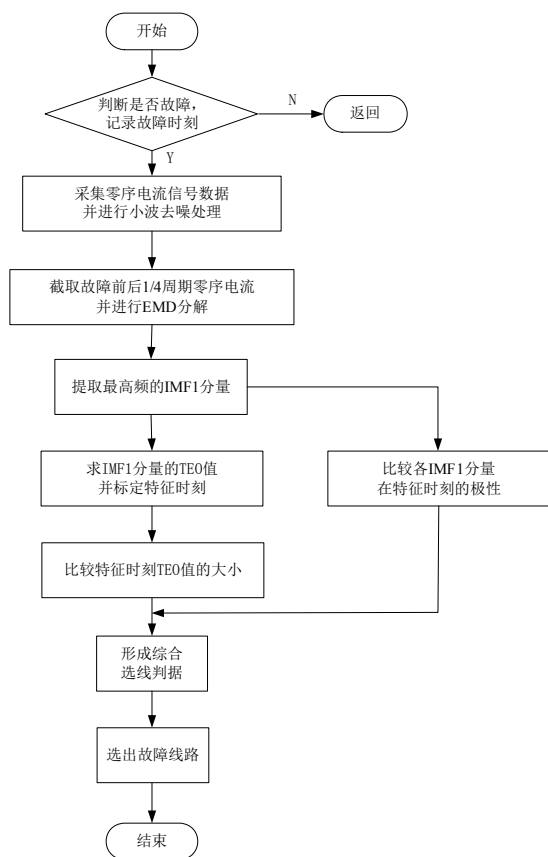 开始
判断是否故障，
记录故障时刻
N
返回
Y
采集零序电流信号数据
并进行小波去噪处理
截取故障前后1/4周期零序电流
并进行EMD分解
提取最高频的IMF1分量
求IMF1分量的TEO值
并标定特征时刻
比较各IMF1分量
在特征时刻的极性
比较特征时刻TEO值的大小
形成综合
选线判据
选出故障线路
结束